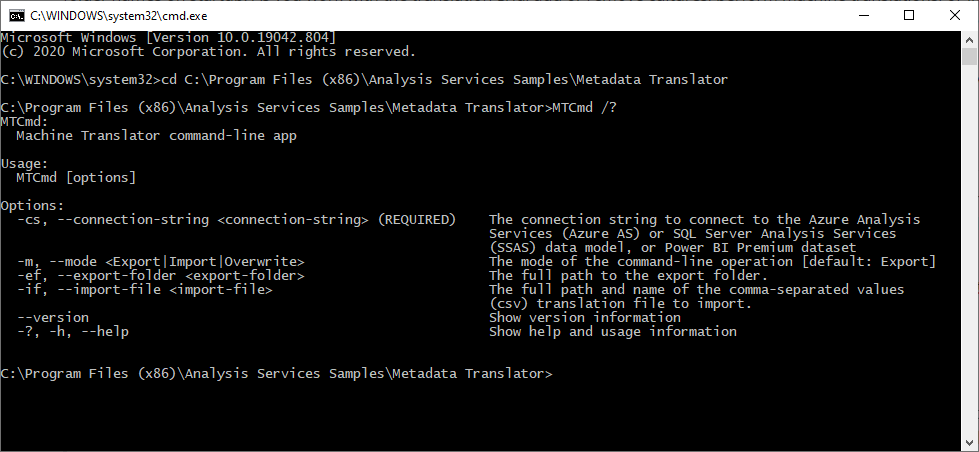 C:\WINDOWS\system32\cmd.exe
Microsoft Windows [Version 10.0.19042.804]
(c) 2020 Microsoft Corporation. All rights reserved.
C:\WINDOWS\system32>cd C:\Program Files (x86)\Analysis Services Samples\Metadata Translator
C:\Program Files (x86)\Analysis Services Samples\Metadata Translator>MTCmd /?
MTCmd:
Machine Translator command-line app
Usage:
MTCmd [options]
Options:
-cs, --connection-string <connection-string> (REQUIRED) The connection string to connect to the Azure Analysis
Services (Azure AS) or SQL Server Analysis Services
(SSAS) data model, or Power BI Premium dataset
-m, --mode <Export|Import|Overwrite> The mode of the command-line operation [default: Export]
-ef, --export-folder <export-folder> The full path to the export folder.
-if, --import-file <import-file> The full path and name of the comma-separated values
(csv) translation file to import.
--version Show version information
-?, -h, --help Show help and usage information
C:\Program Files (x86)\Analysis Services Samples\Metadata Translator>